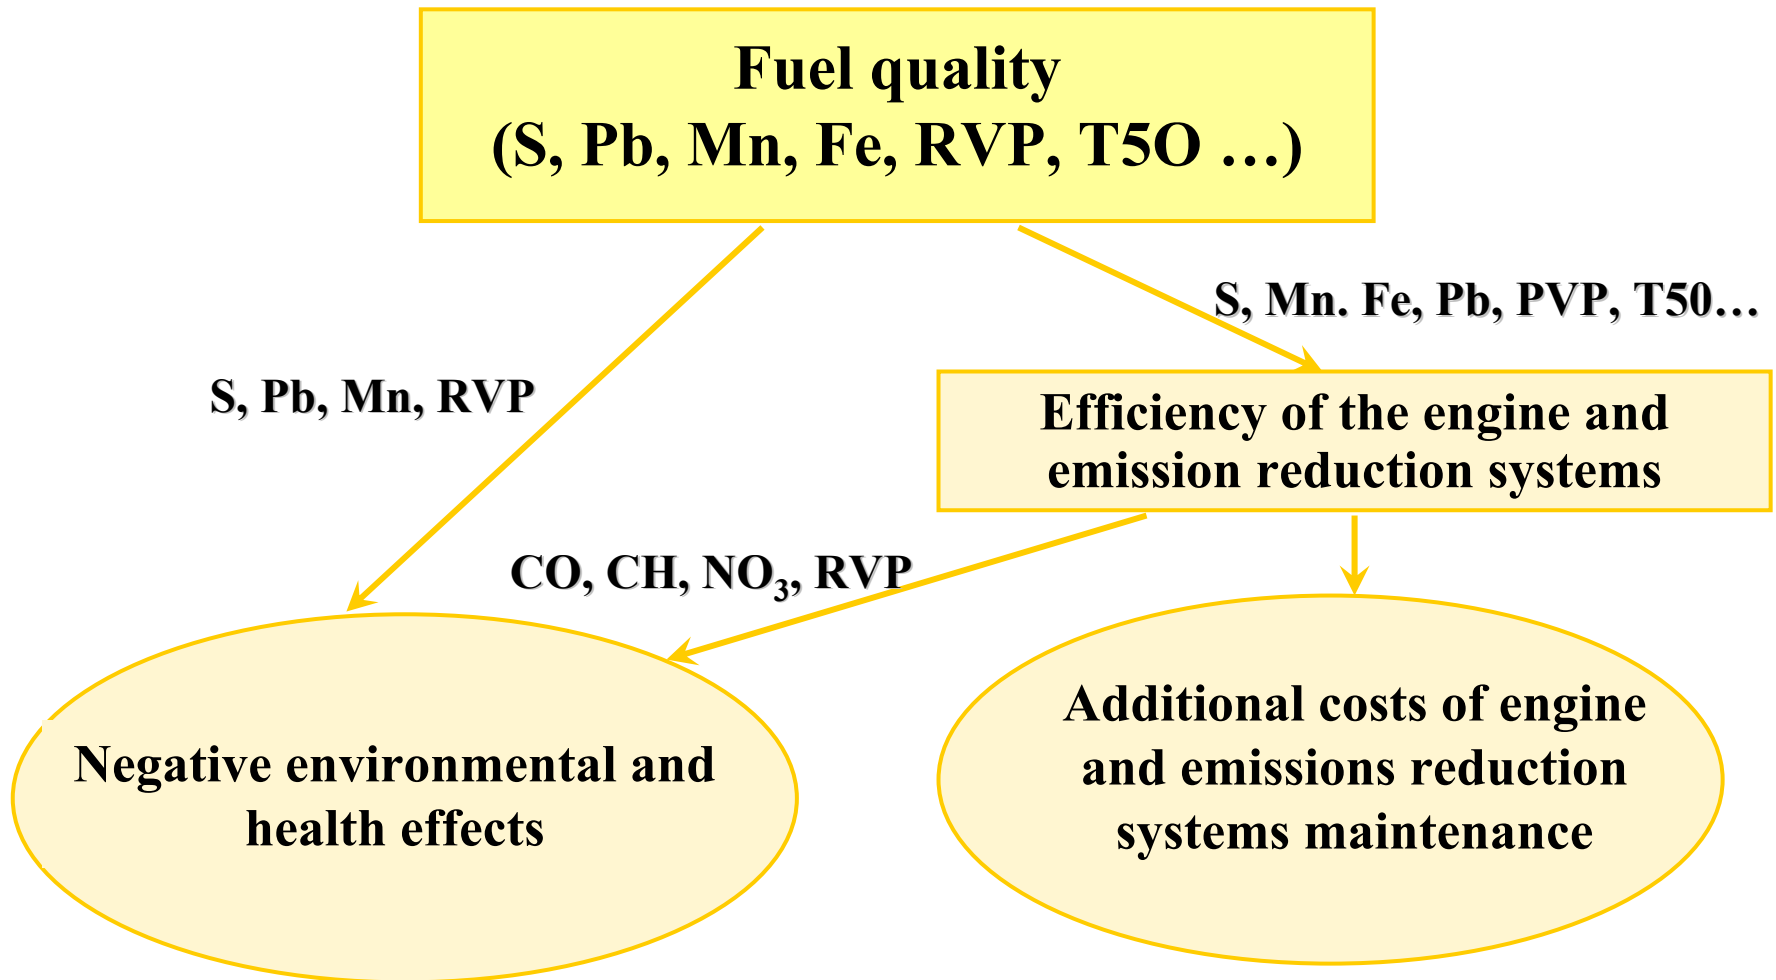 Fuel quality
(S, Pb, Mn, Fe, RVP, T5O …)
S, Mn. Fe, Pb, PVP, T50…
S, Pb, Mn, RVP
Efficiency of the engine and
emission reduction systems
CO, CH, NO₃, RVP
Negative environmental and
health effects
Additional costs of engine
and emissions reduction
systems maintenance